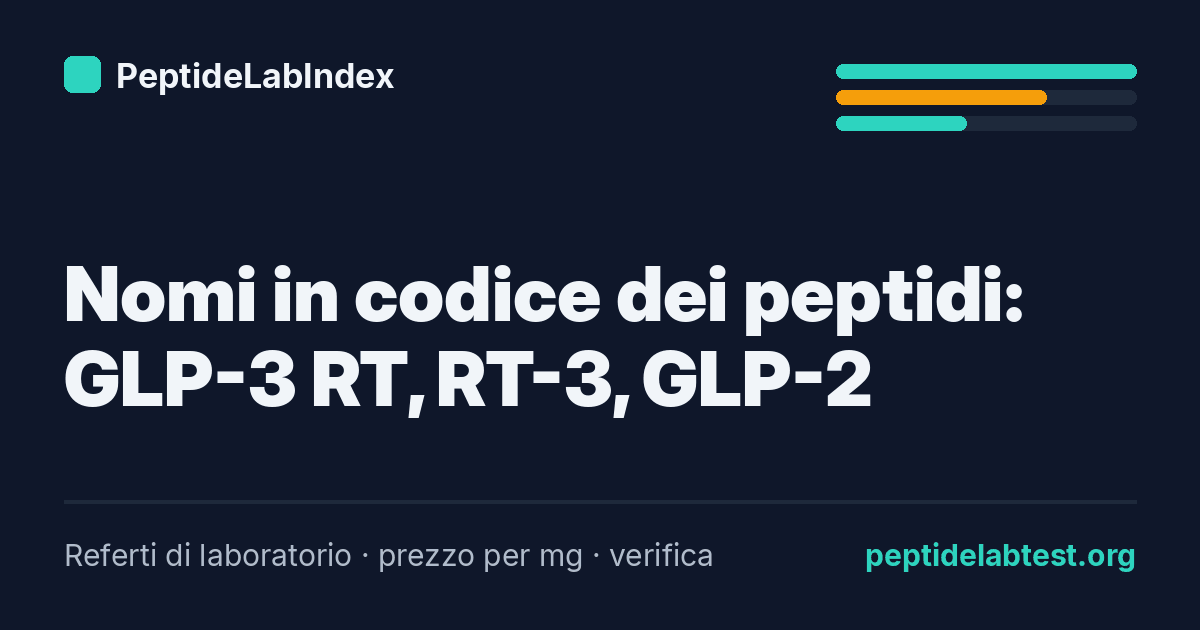 PeptideLabIndex
Nomi in codice dei peptidi:
GLP-3 RT, RT-3, GLP-2
Referti di laboratorio · prezzo per mg · verifica
peptidelabtest.org